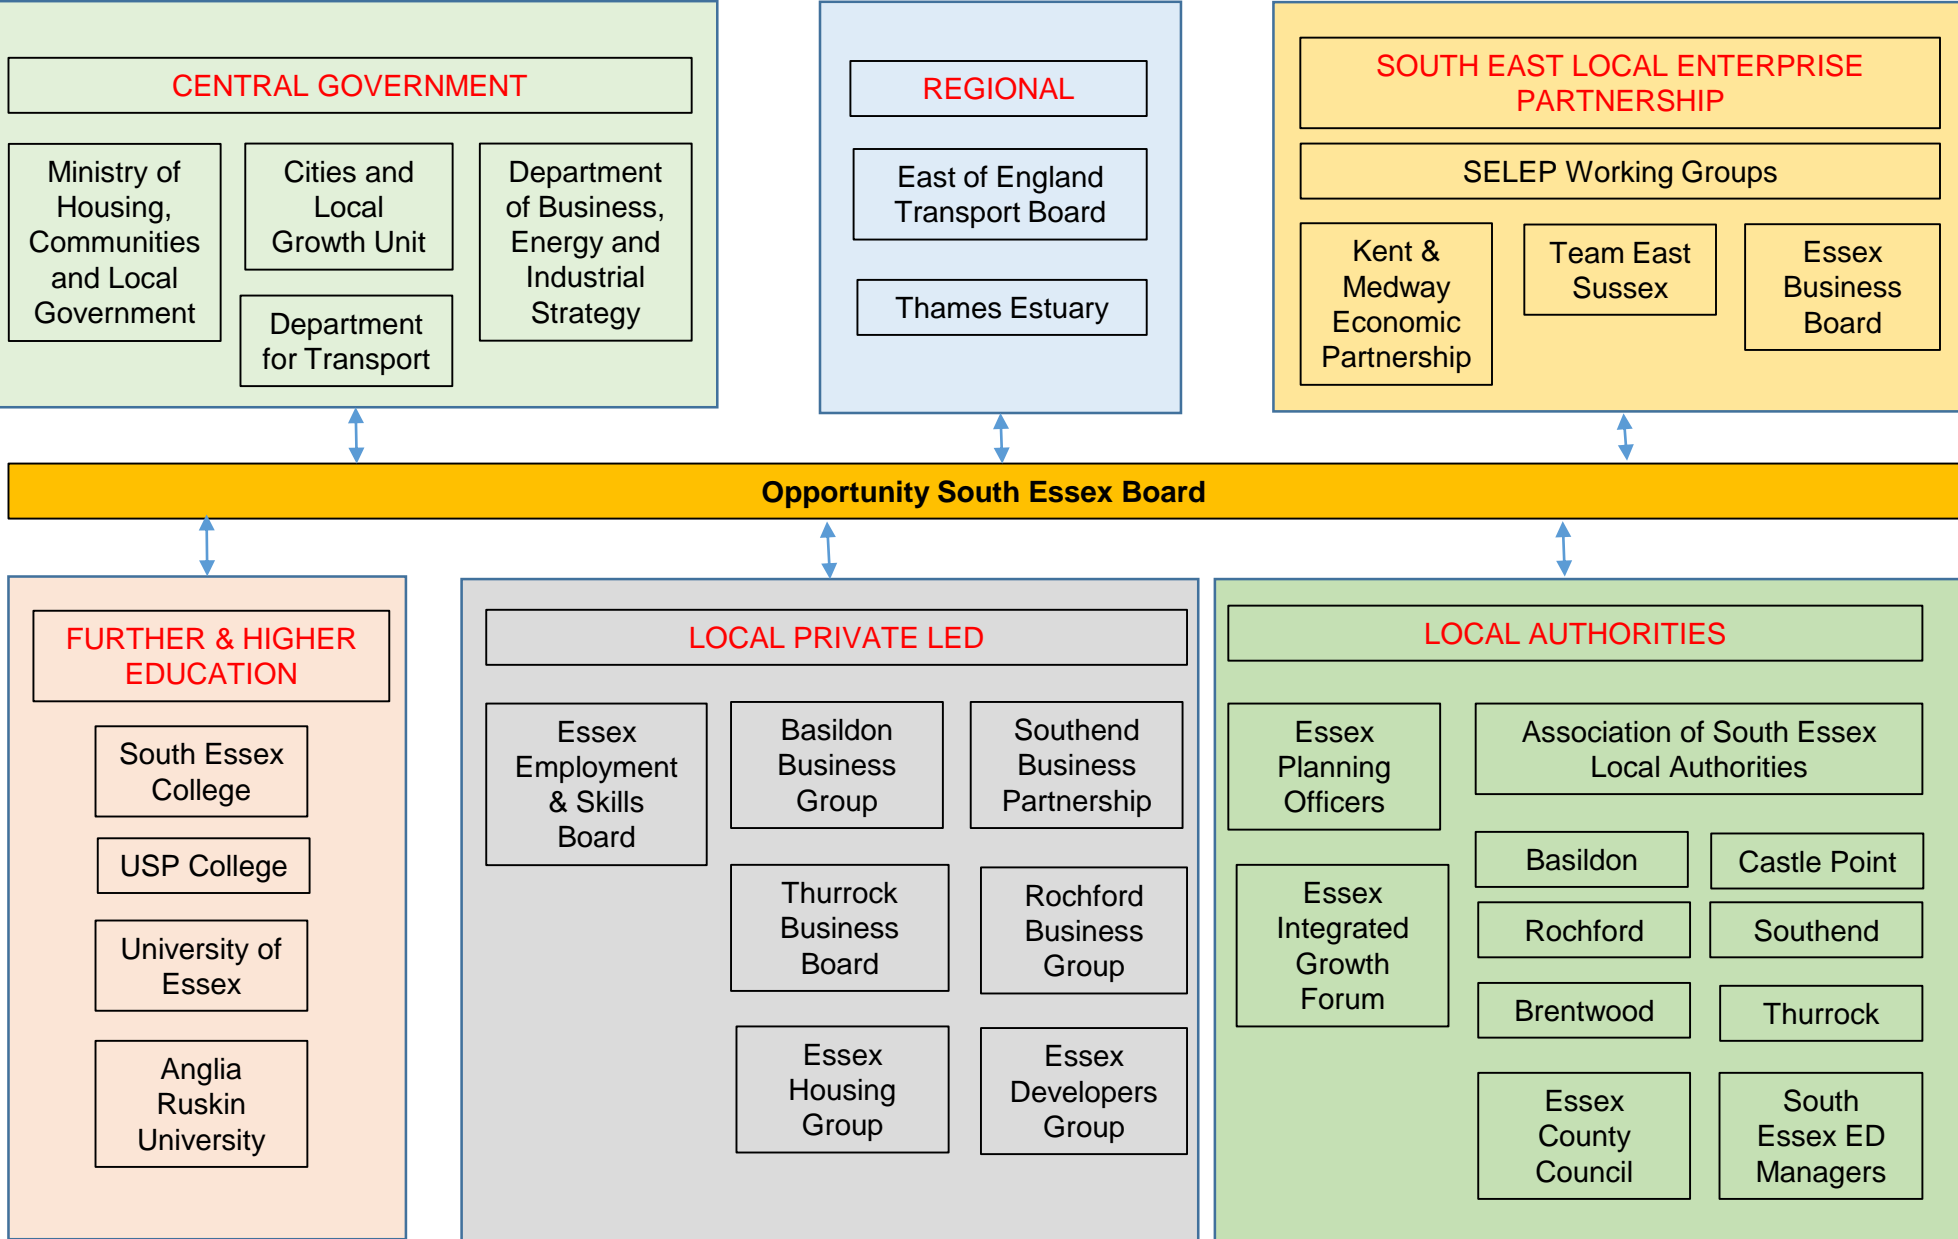 CENTRAL GOVERNMENT
Ministry of
Housing,
Communities
and Local
Government
Cities and
Local
Growth Unit
Department
for Transport
Department
of Business,
Energy and
Industrial
Strategy
REGIONAL
East of England
Transport Board
Thames Estuary
SOUTH EAST LOCAL ENTERPRISE
PARTNERSHIP
SELEP Working Groups
Kent &
Medway
Economic
Partnership
Team East
Sussex
Essex
Business
Board
Opportunity South Essex Board
FURTHER & HIGHER
EDUCATION
South Essex
College
USP College
University of
Essex
Anglia
Ruskin
University
LOCAL PRIVATE LED
Essex
Employment
& Skills
Board
Basildon
Business
Group
Southend
Business
Partnership
Thurrock
Business
Board
Rochford
Business
Group
Essex
Housing
Group
Essex
Developers
Group
LOCAL AUTHORITIES
Essex
Planning
Officers
Association of South Essex
Local Authorities
Essex
Integrated
Growth
Forum
Basildon
Castle Point
Rochford
Southend
Brentwood
Thurrock
Essex
County
Council
South
Essex ED
Managers